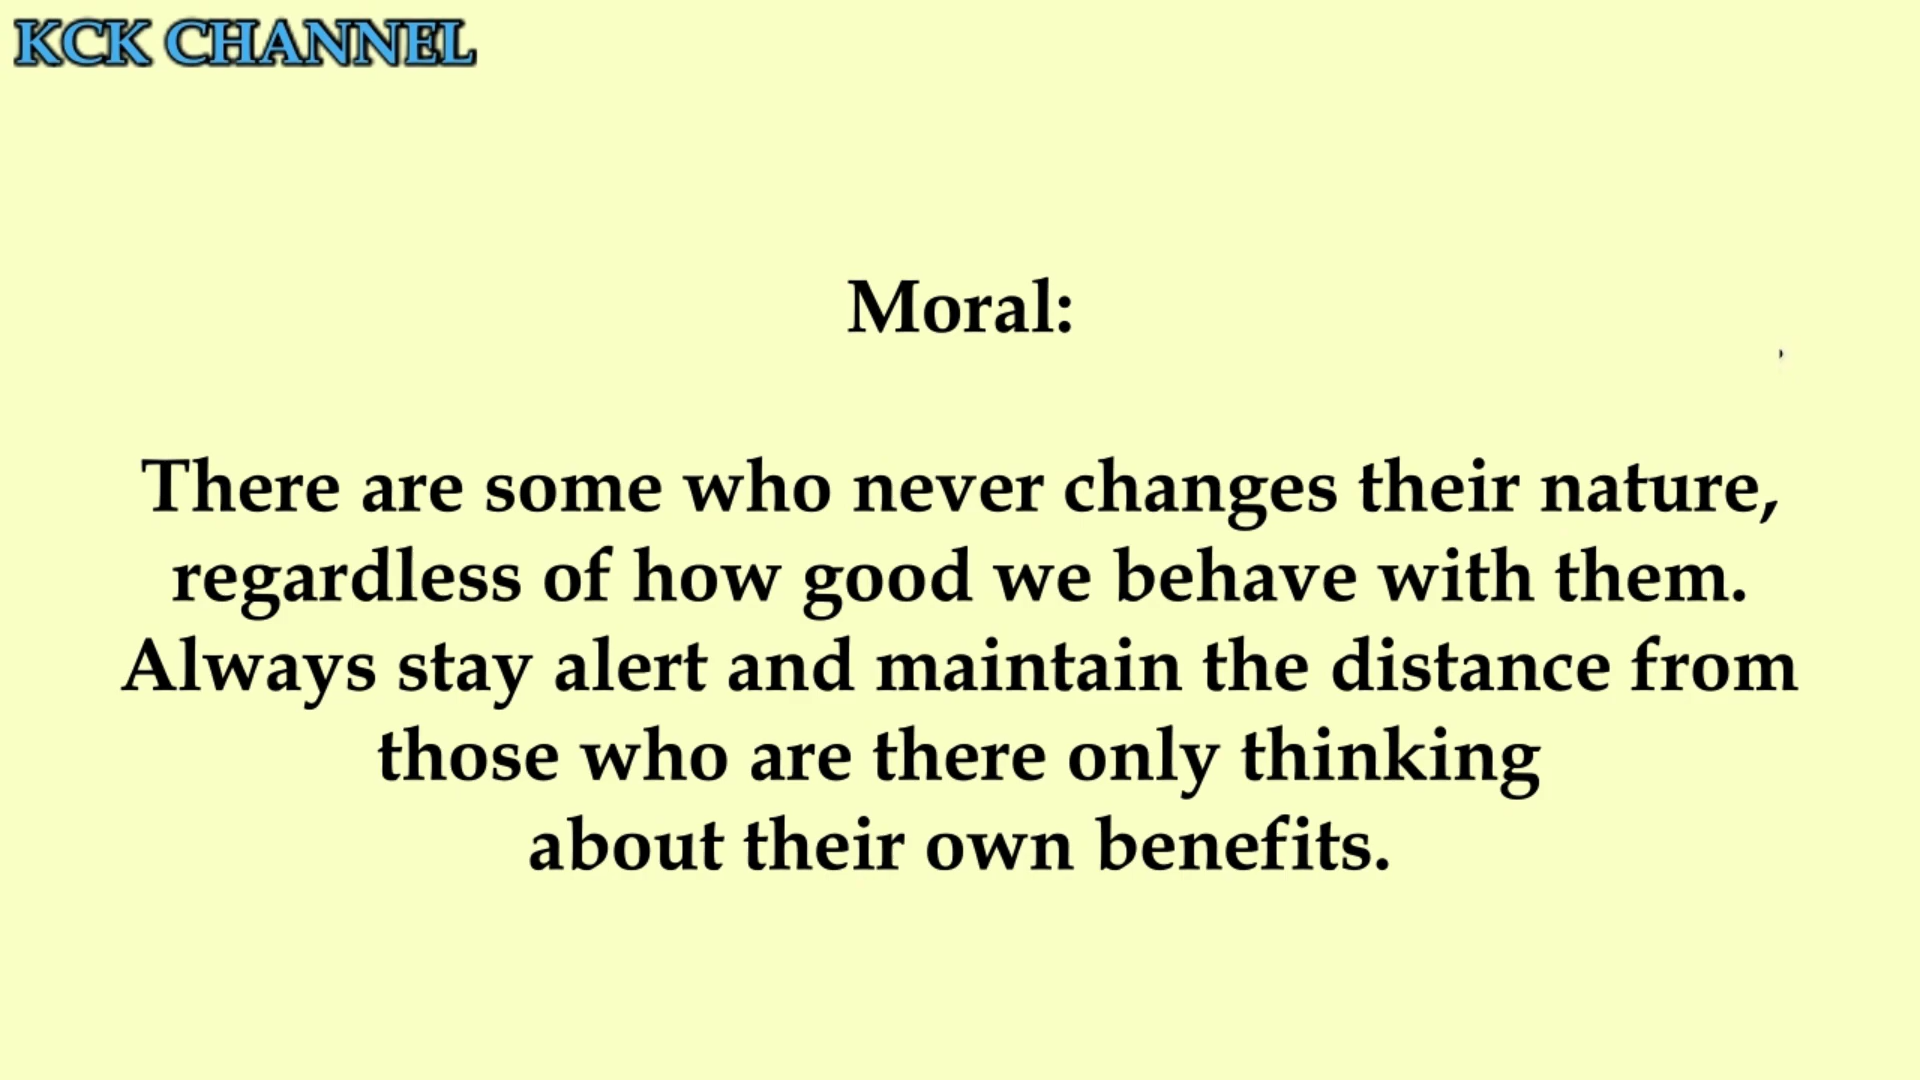 KCK CHANNEL
Moral:
There are some who never changes their nature,
regardless of how good we behave with them.
Always stay alert and maintain the distance from
those who are there only thinking
about their own benefits.